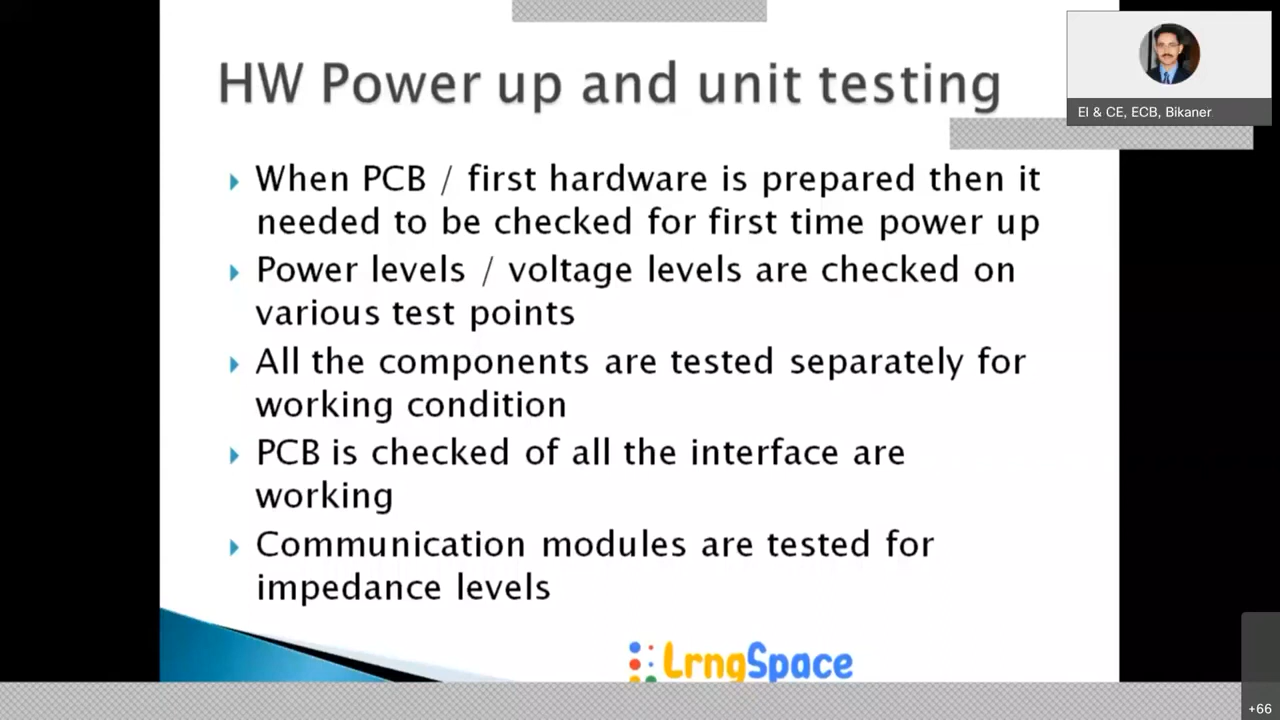 HW Power up and unit testing
EI & CE, ECB, Bikaner
When PCB / first hardware is prepared then it
needed to be checked for first time power up
Power levels / voltage levels are checked on
various test points
All the components are tested separately for
working condition
PCB is checked of all the interface are
working
Communication modules are tested for
impedance levels
LrngSpace
+66